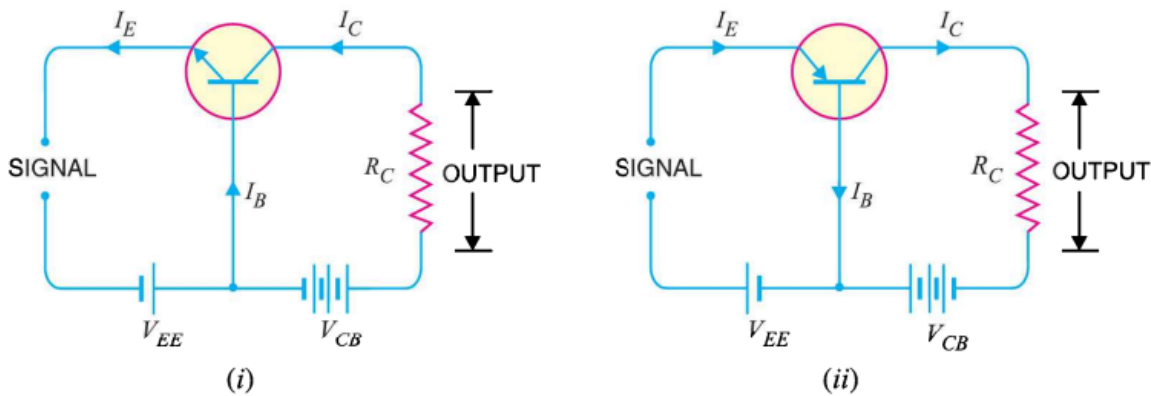 I_E
I_C
SIGNAL
R_C
OUTPUT
I_B
V_EE
V_CB
(i)
I_E
I_C
SIGNAL
R_C
OUTPUT
I_B
V_EE
V_CB
(ii)